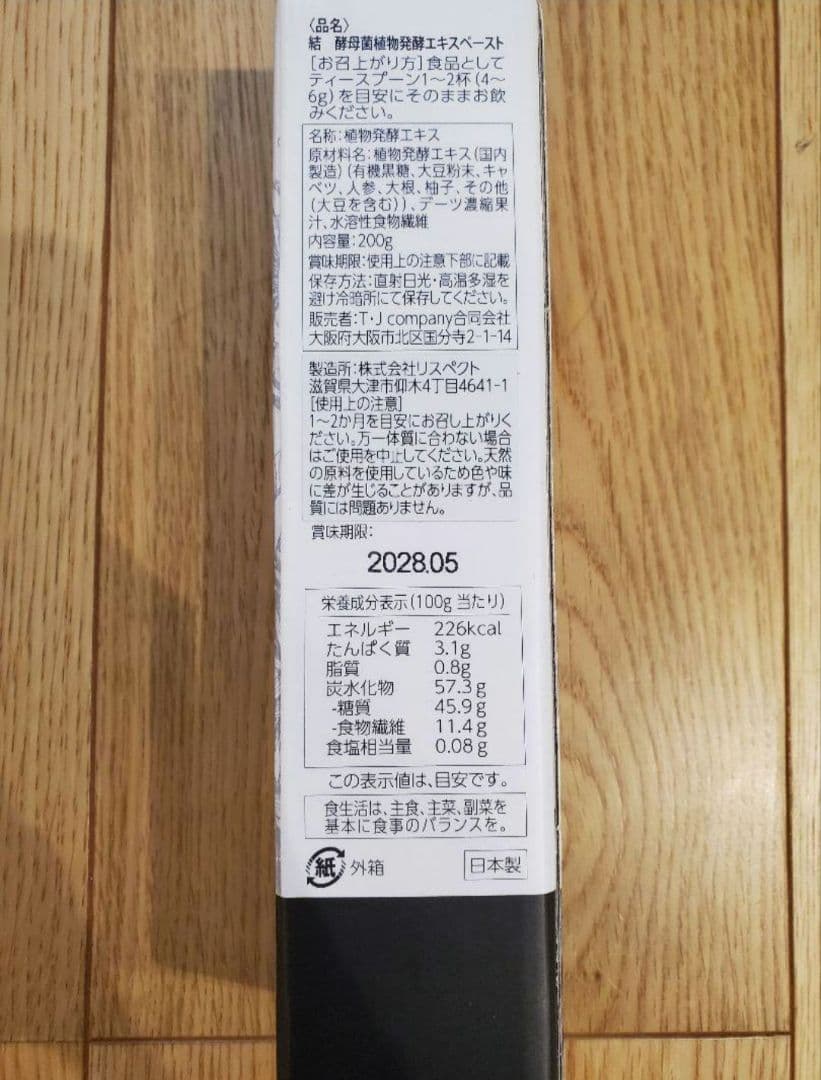 〈品名〉
結　酵母菌植物発酵エキスペースト
[お召上がり方]食品として
ティースプーン1〜2杯(4〜
6g)を目安にそのままお飲
みください。
名称:植物発酵エキス
原材料名:植物発酵エキス(国内
製造)(有機黒糖、大豆粉末、キャ
ベツ、人参、大根、柚子、その他
(大豆を含む))、デーツ濃縮果
汁、水溶性食物繊維
内容量:200g
賞味期限:使用上の注意下部に記載
保存方法:直射日光・高温多湿を
避け冷暗所にて保存してください。
販売者:T・J company合同会社
大阪府大阪市北区国分寺2-1-14
製造所:株式会社リスペクト
滋賀県大津市仰木4丁目4641-1
[使用上の注意]
1〜2か月を目安にお召し上がりく
ださい。万一体質に合わない場合
はご使用を中止してください。天然
の原料を使用しているため色や味
に差が生じることがありますが、品
質には問題ありません。
賞味期限:
2028.05
栄養成分表示(100g当たり)
エネルギー 226kcal
たんぱく質 3.1g
脂質 0.8g
炭水化物 57.3g
-糖質 45.9g
-食物繊維 11.4g
食塩相当量 0.08g
この表示値は、目安です。
食生活は、主食、主菜、副菜を
基本に食事のバランスを。
紙 外箱 日本製